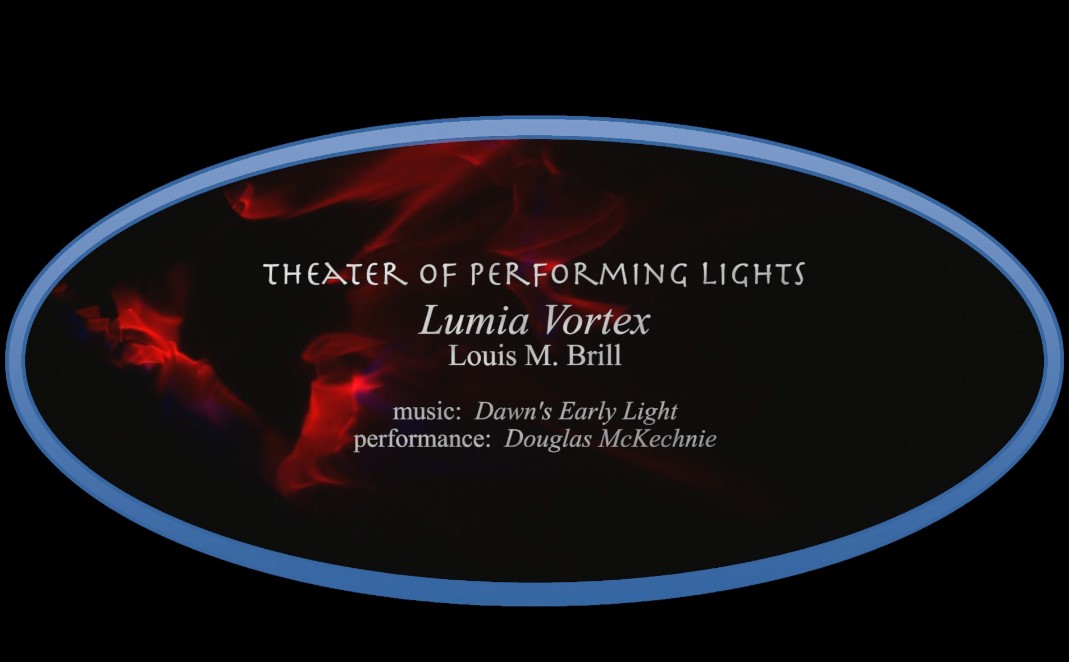 THEATER OF PERFORMING LIGHTS
Lumia Vortex
Louis M. Brill
music: Dawn's Early Light
performance: Douglas McKechnie